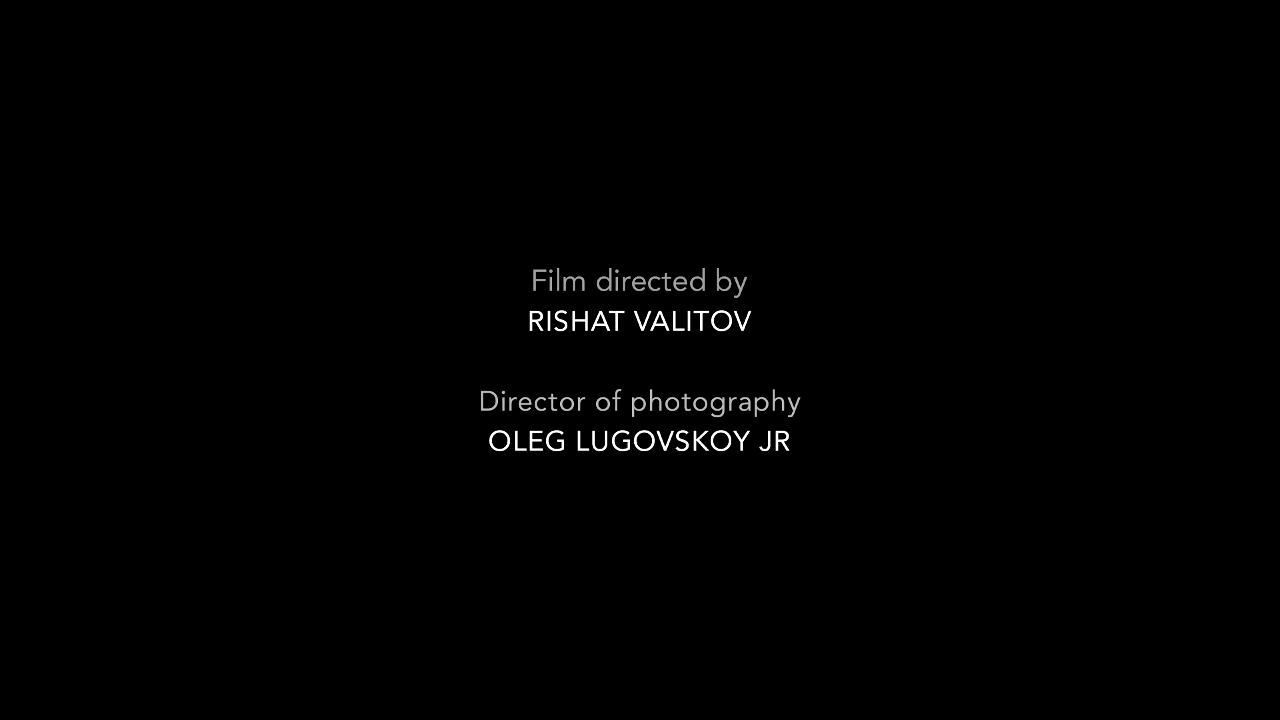 Film directed by
RISHAT VALITOV
Director of photography
OLEG LUGOVSKOY JR